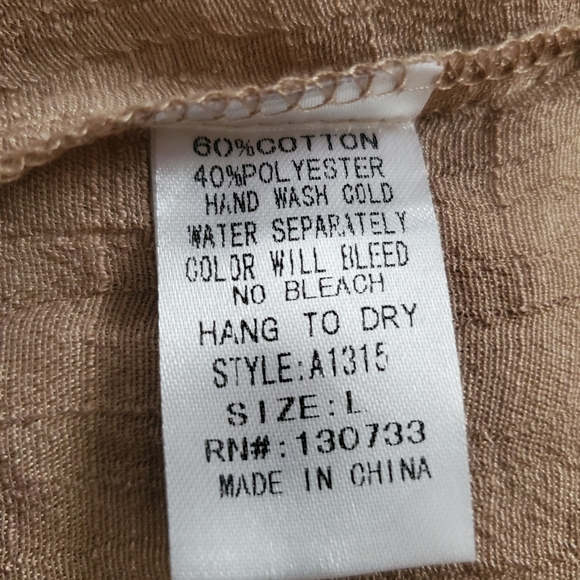 60%COTTON
40%POLYESTER
HAND WASH COLD
WATER SEPARATELY
COLOR WILL BLEED
NO BLEACH
HANG TO DRY
STYLE:A1315
SIZE:L
RN#:130733
MADE IN CHINA